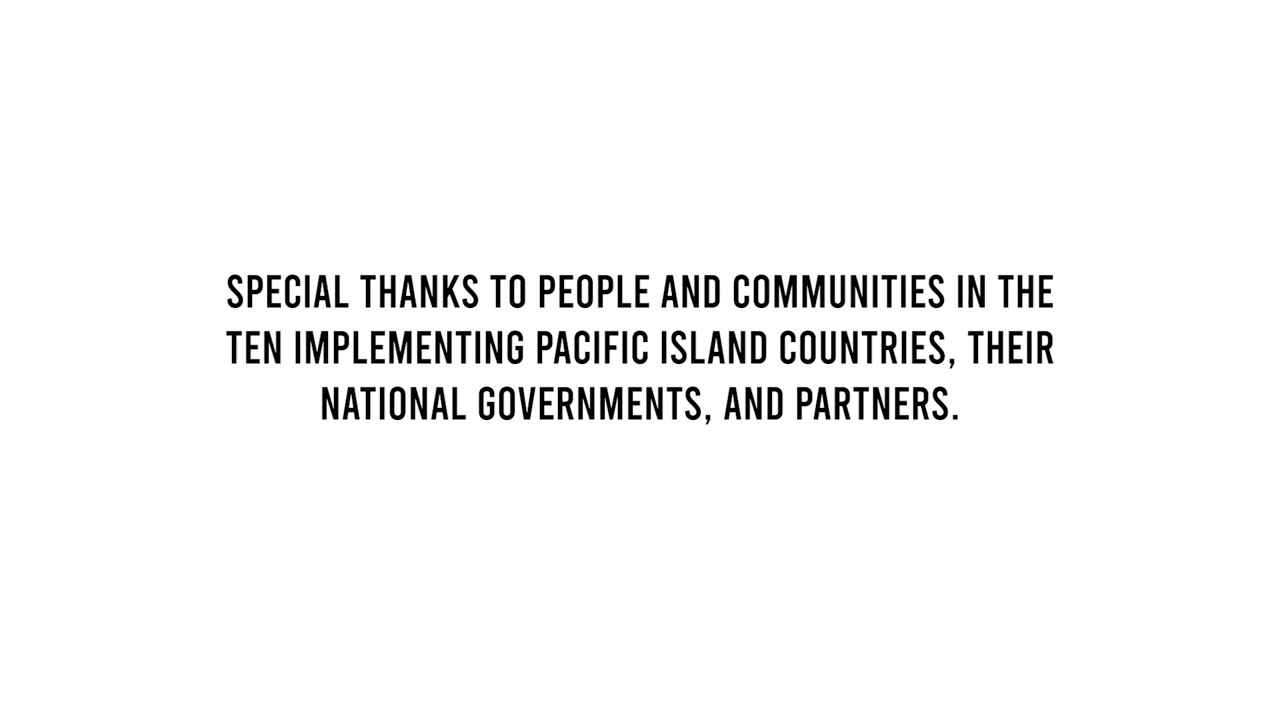 SPECIAL THANKS TO PEOPLE AND COMMUNITIES IN THE
TEN IMPLEMENTING PACIFIC ISLAND COUNTRIES, THEIR
NATIONAL GOVERNMENTS, AND PARTNERS.